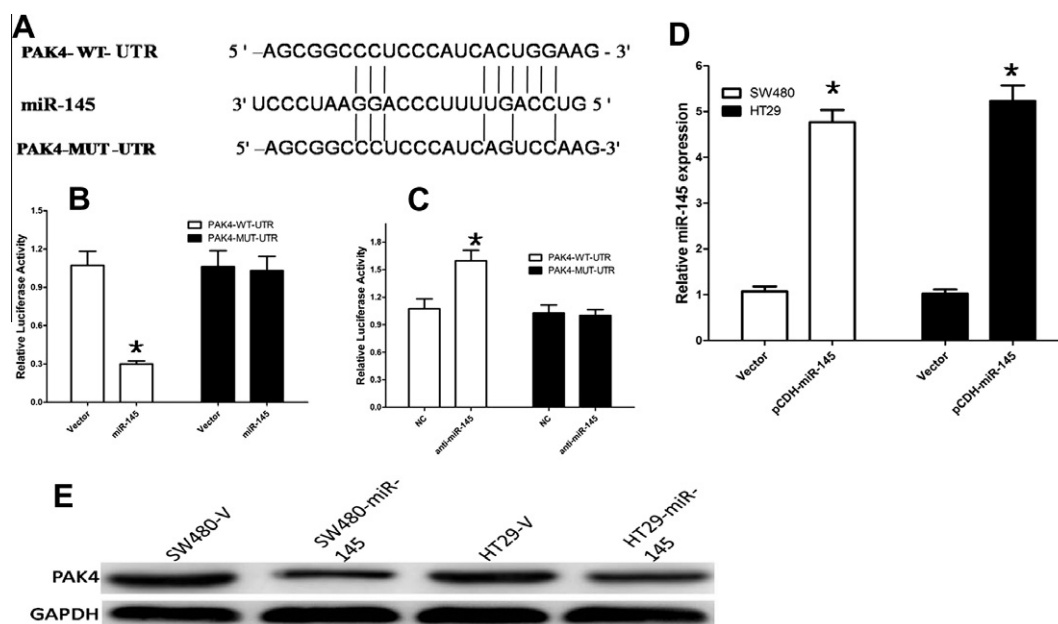 A
PAK4-WT-UTR 5'-AGCGGCCCUCCCAUCACUGGAAG-3'
miR-145 3'UCCCUAAGGACCCUUUUGACCUG 5'
PAK4-MUT-UTR 5'-AGCGGCCCUCCCAUCAGUCCAAG-3'
B
Relative Luciferase Activity
1.5
1.2
0.9
0.6
0.3
0.0
PAK4-WT-UTR
PAK4-MUT-UTR
*
Vector
miR-145
Vector
miR-145
C
Relative Luciferase Activity
1.8
1.5
1.2
0.9
0.6
0.3
0.0
PAK4-WT-UTR
PAK4-MUT-UTR
*
NC
anti-miR-145
NC
anti-miR-145
D
Relative miR-145 expression
6
5
4
3
2
1
0
SW480
HT29
*
*
Vector
pCDH-miR-145
Vector
pCDH-miR-145
E
SW480-V
SW480-miR-
145
HT29-V
HT29-miR-
145
PAK4
GAPDH